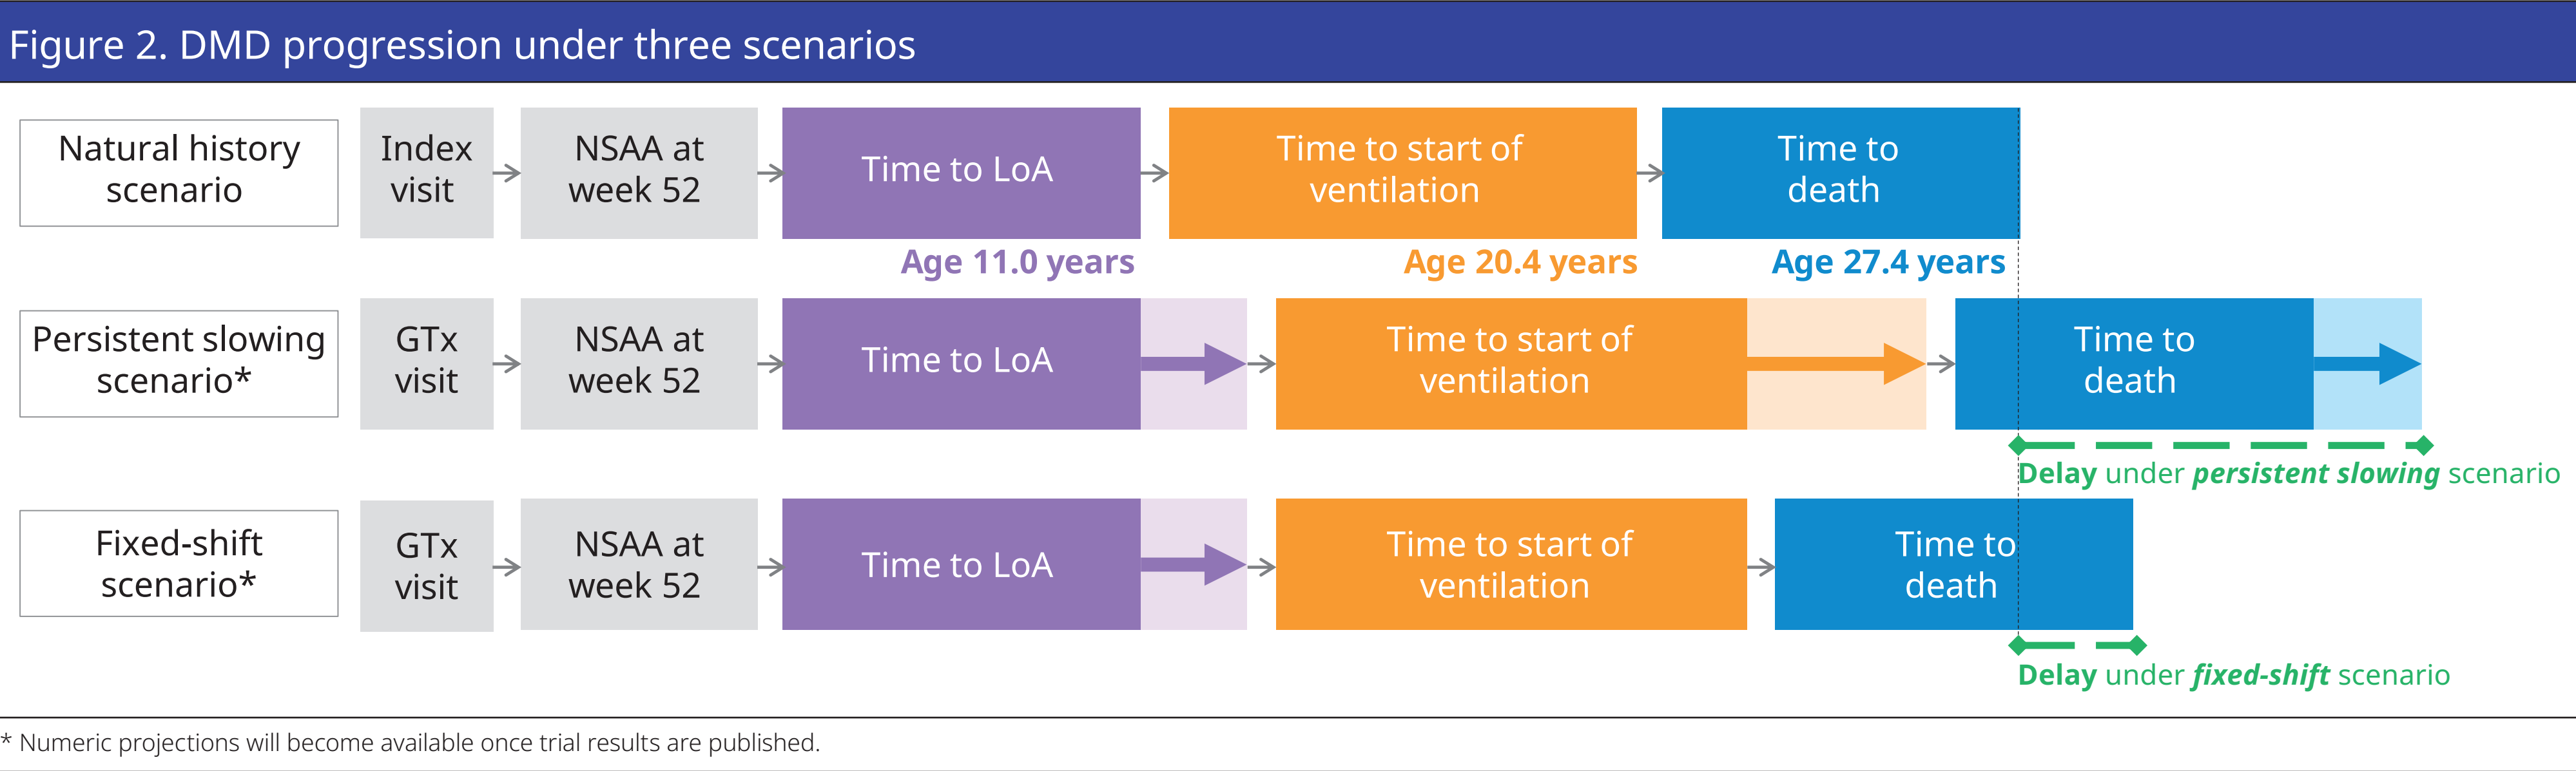 Figure 2. DMD progression under three scenarios
Natural history
scenario
Index
visit
NSAA at
week 52
Time to LoA
Time to start of
ventilation
Time to
death
Age 11.0 years
Age 20.4 years
Age 27.4 years
Persistent slowing
scenario*
GTx
visit
NSAA at
week 52
Time to LoA
Time to start of
ventilation
Time to
death
Delay under persistent slowing scenario
Fixed-shift
scenario*
GTx
visit
NSAA at
week 52
Time to LoA
Time to start of
ventilation
Time to
death
Delay under fixed-shift scenario
* Numeric projections will become available once trial results are published.